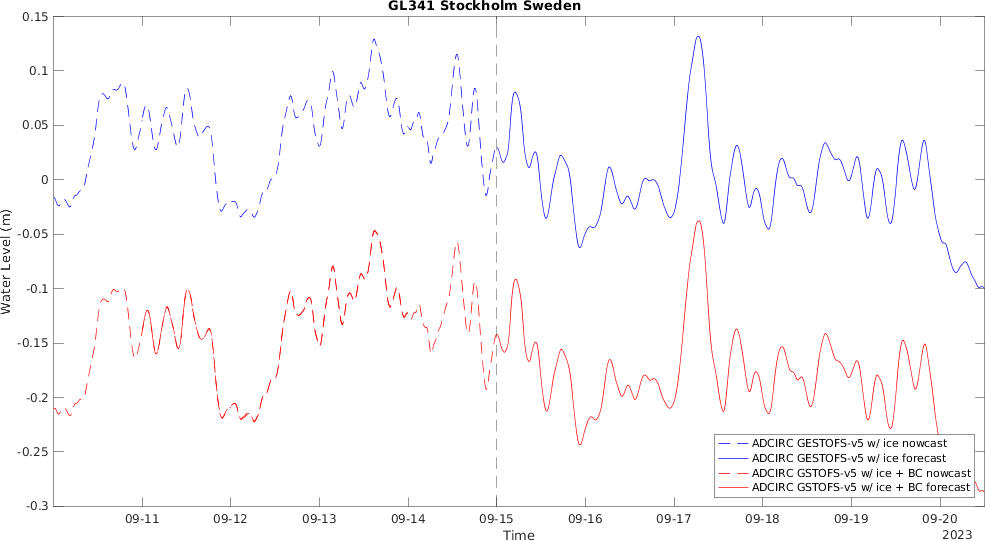 GL341 Stockholm Sweden
0.15
0.1
0.05
0
-0.05
-0.1
-0.15
-0.2
-0.25
-0.3
Water Level (m)
ADCIRC GESTOFS-v5 w/ ice nowcast
ADCIRC GESTOFS-v5 w/ ice forecast
ADCIRC GSTOFS-v5 w/ ice + BC nowcast
ADCIRC GSTOFS-v5 w/ ice + BC forecast
09-11 09-12 09-13 09-14 09-15 09-16 09-17 09-18 09-19 09-20
Time 2023